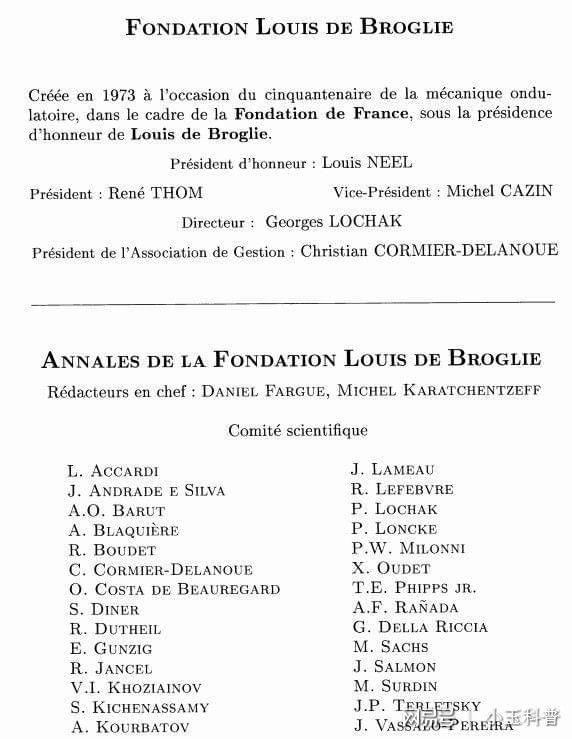 FONDATION LOUIS DE BROGLIE
Créée en 1973 à l'occasion du cinquantenaire de la mécanique ondu-
latoire, dans le cadre de la Fondation de France, sous la présidence
d'honneur de Louis de Broglie.
Président d'honneur : Louis NEEL
Président : René THOM Vice-Président : Michel CAZIN
Directeur : Georges LOCHAK
Président de l'Association de Gestion : Christian CORMIER-DELANOUE
ANNALES DE LA FONDATION LOUIS DE BROGLIE
Rédacteurs en chef : DANIEL FARGUE, MICHEL KARATCHENTZEFF
Comité scientifique
L. ACCARDI
J. ANDRADE E SILVA
A.O. BARUT
A. BLAQUIÈRE
R. BOUDET
C. CORMIER-DELANOUE
O. COSTA DE BEAUREGARD
S. DINER
R. DUTHEIL
E. GUNZIG
R. JANCEL
V.I. KHOZIAINOV
S. KICHENASSAMY
A. KOURBATOV
J. LAMEAU
R. LEFEBVRE
P. LOCHAK
P. LONCKE
P.W. MILONNI
X. OUDET
T.E. PHIPPS JR.
A.F. RAÑADA
G. DELLA RICCIA
M. SACHS
J. SALMON
M. SURDIN
J.P. TERLETSKY
J. VASSALO-PEREIRA
网易号 | 小玉科普